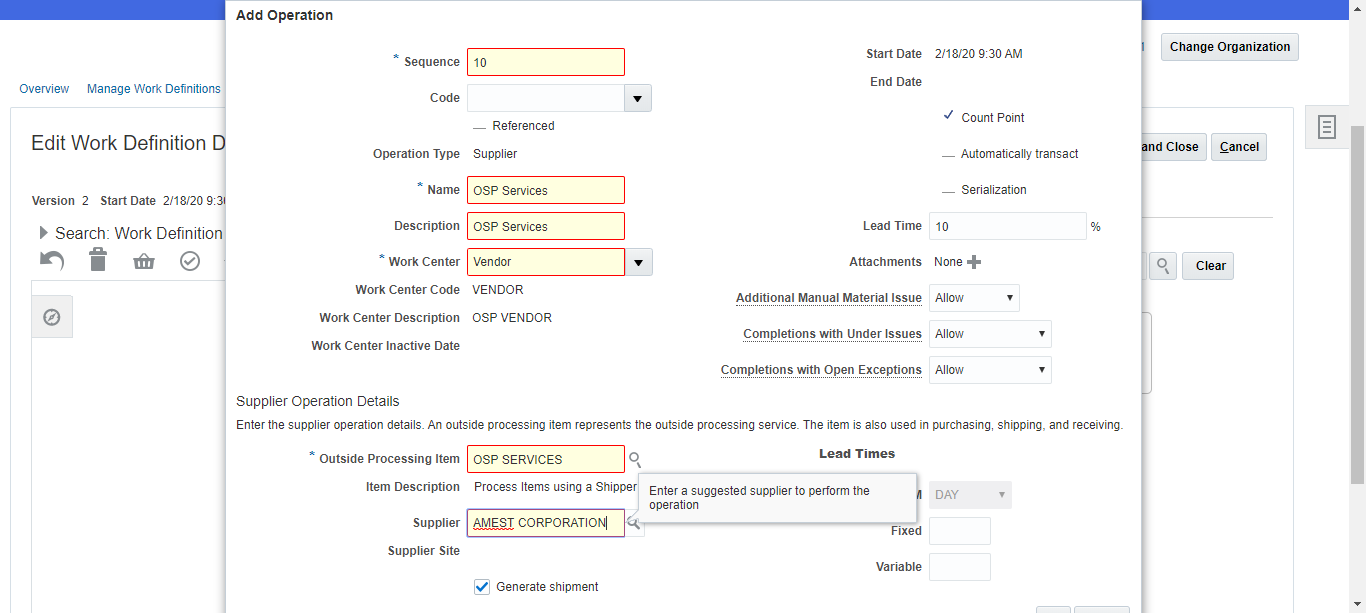 Add Operation
Change Organization
Overview
Manage Work Definitions
Edit Work Definition D
and Close
Cancel
Version 2 Start Date 2/18/20 9:3
Search: Work Definition
Clear
* Sequence 10
Code
Referenced
Operation Type Supplier
* Name OSP Services
Description OSP Services
* Work Center Vendor
Work Center Code VENDOR
Work Center Description OSP VENDOR
Work Center Inactive Date
Start Date 2/18/20 9:30 AM
End Date
Count Point
Automatically transact
Serialization
Lead Time 10 %
Attachments None
Additional Manual Material Issue Allow
Completions with Under Issues Allow
Completions with Open Exceptions Allow
Supplier Operation Details
Enter the supplier operation details. An outside processing item represents the outside processing service. The item is also used in purchasing, shipping, and receiving.
* Outside Processing Item OSP SERVICES
Item Description Process Items using a Shipper
Supplier AMEST CORPORATION
Supplier Site
Generate shipment
Lead Times
Enter a suggested supplier to perform the
operation
DAY
Fixed
Variable